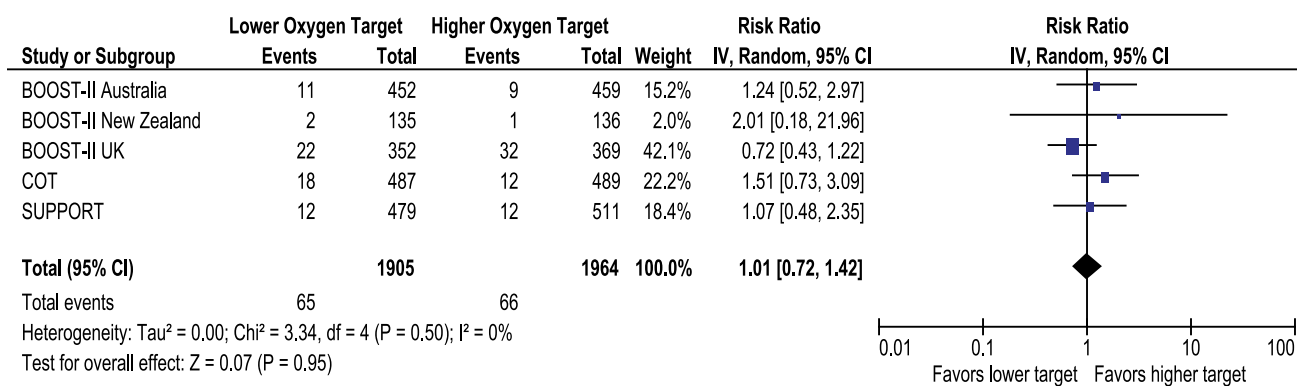 Lower Oxygen Target Higher Oxygen Target Risk Ratio Risk Ratio
Study or Subgroup Events Total Events Total Weight IV, Random, 95% CI IV, Random, 95% CI
BOOST-II Australia 11 452 9 459 15.2% 1.24 [0.52, 2.97]
BOOST-II New Zealand 2 135 1 136 2.0% 2.01 [0.18, 21.96]
BOOST-II UK 22 352 32 369 42.1% 0.72 [0.43, 1.22]
COT 18 487 12 489 22.2% 1.51 [0.73, 3.09]
SUPPORT 12 479 12 511 18.4% 1.07 [0.48, 2.35]
Total (95% CI) 1905 1964 100.0% 1.01 [0.72, 1.42]
Total events 65 66
Heterogeneity: Tau² = 0.00; Chi² = 3.34, df = 4 (P = 0.50); I² = 0%
Test for overall effect: Z = 0.07 (P = 0.95)
0.01 0.1 1 10 100
Favors lower target Favors higher target